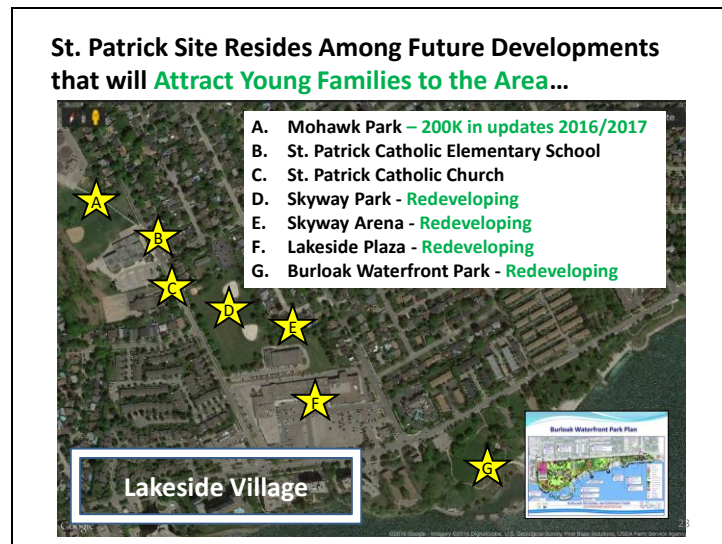 St. Patrick Site Resides Among Future Developments
that will Attract Young Families to the Area…
A. Mohawk Park – 200K in updates 2016/2017
B. St. Patrick Catholic Elementary School
C. St. Patrick Catholic Church
D. Skyway Park - Redeveloping
E. Skyway Arena - Redeveloping
F. Lakeside Plaza - Redeveloping
G. Burloak Waterfront Park - Redeveloping
A
B
C
D
E
F
G
Burloak Waterfront Park Plan
Lakeside Village
Google
23